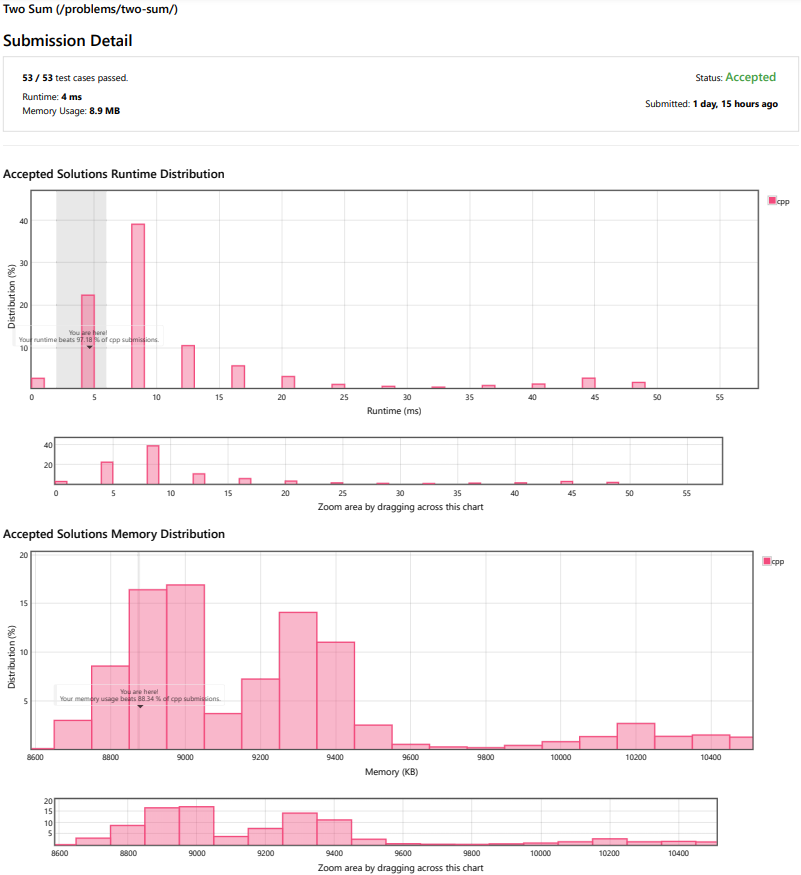 Two Sum (/problems/two-sum/)
Submission Detail
53 / 53 test cases passed.
Status: Accepted
Runtime: 4 ms
Memory Usage: 8.9 MB
Submitted: 1 day, 15 hours ago
Accepted Solutions Runtime Distribution
cpp
Distribution (%)
40
30
20
10
You are here!
Your runtime beats 97.18 % of cpp submissions.
0 5 10 15 20 25 30 35 40 45 50 55
Runtime (ms)
40
20
0 5 10 15 20 25 30 35 40 45 50 55
Zoom area by dragging across this chart
Accepted Solutions Memory Distribution
cpp
Distribution (%)
20
15
10
5
You are here!
Your memory usage beats 88.34 % of cpp submissions.
8600 8800 9000 9200 9400 9600 9800 10000 10200 10400
Memory (KB)
20
15
10
5
8600 8800 9000 9200 9400 9600 9800 10000 10200 10400
Zoom area by dragging across this chart